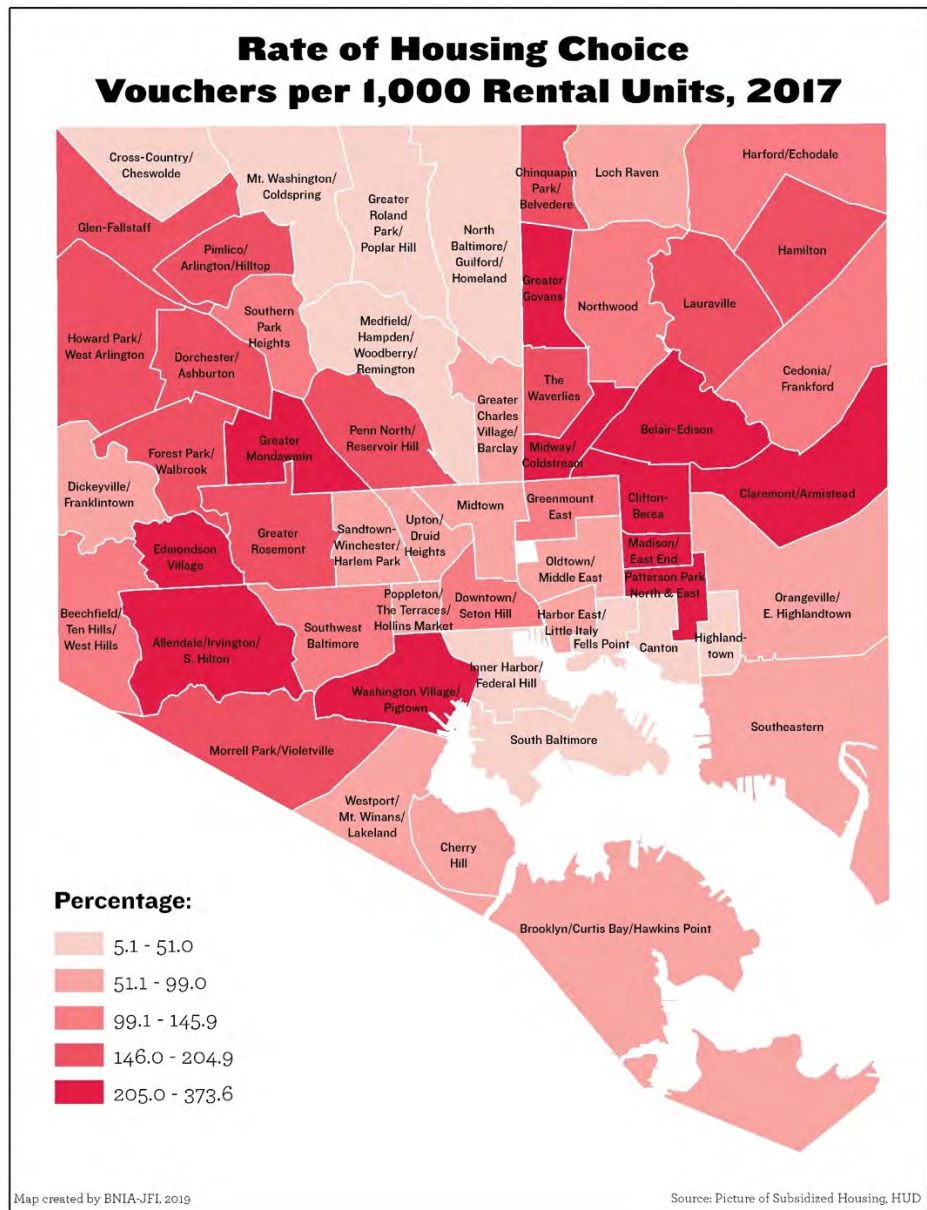 Rate of Housing Choice
Vouchers per 1,000 Rental Units, 2017
Cross-Country/
Cheswolde
Mt. Washington/
Coldspring
Greater
Roland
Park/
Poplar Hill
North
Baltimore/
Guilford/
Homeland
Chinquapin
Park/
Belvedere
Loch Raven
Harford/Echodale
Glen-Fallstaff
Pimlico/
Arlington/Hilltop
Greater
Govans
Hamilton
Lauraville
Northwood
Southern
Park
Heights
Howard Park/
West Arlington
Dorchester/
Ashburton
Medfield/
Hampden/
Woodberry/
Remington
Cedonia/
Frankford
The
Waverlies
Greater
Charles
Village/
Barclay
Belair-Edison
Penn North/
Reservoir Hill
Greater
Mondawmin
Midway/
Coldstream
Forest Park/
Walbrook
Dickeyville/
Franklintown
Claremont/Armistead
Clifton-
Berea
Greenmount
East
Midtown
Upton/
Druid
Heights
Sandtown-
Winchester/
Harlem Park
Greater
Rosemont
Edmondson
Village
Madison/
East End
Oldtown/
Middle East
Patterson Park
North & East
Orangeville/
E. Highlandtown
Poppleton/
The Terraces/
Hollins Market
Downtown/
Seton Hill
Harbor East/
Little Italy
Beechfield/
Ten Hills/
West Hills
Allendale/Irvington/
S. Hilton
Southwest
Baltimore
Fells Point
Canton
Highland-
town
Inner Harbor/
Federal Hill
Washington Village/
Pigtown
South Baltimore
Southeastern
Morrell Park/Violetville
Westport/
Mt. Winans/
Lakeland
Cherry
Hill
Brooklyn/Curtis Bay/Hawkins Point
Percentage:
5.1 - 51.0
51.1 - 99.0
99.1 - 145.9
146.0 - 204.9
205.0 - 373.6
Map created by BNIA-JFI, 2019
Source: Picture of Subsidized Housing, HUD